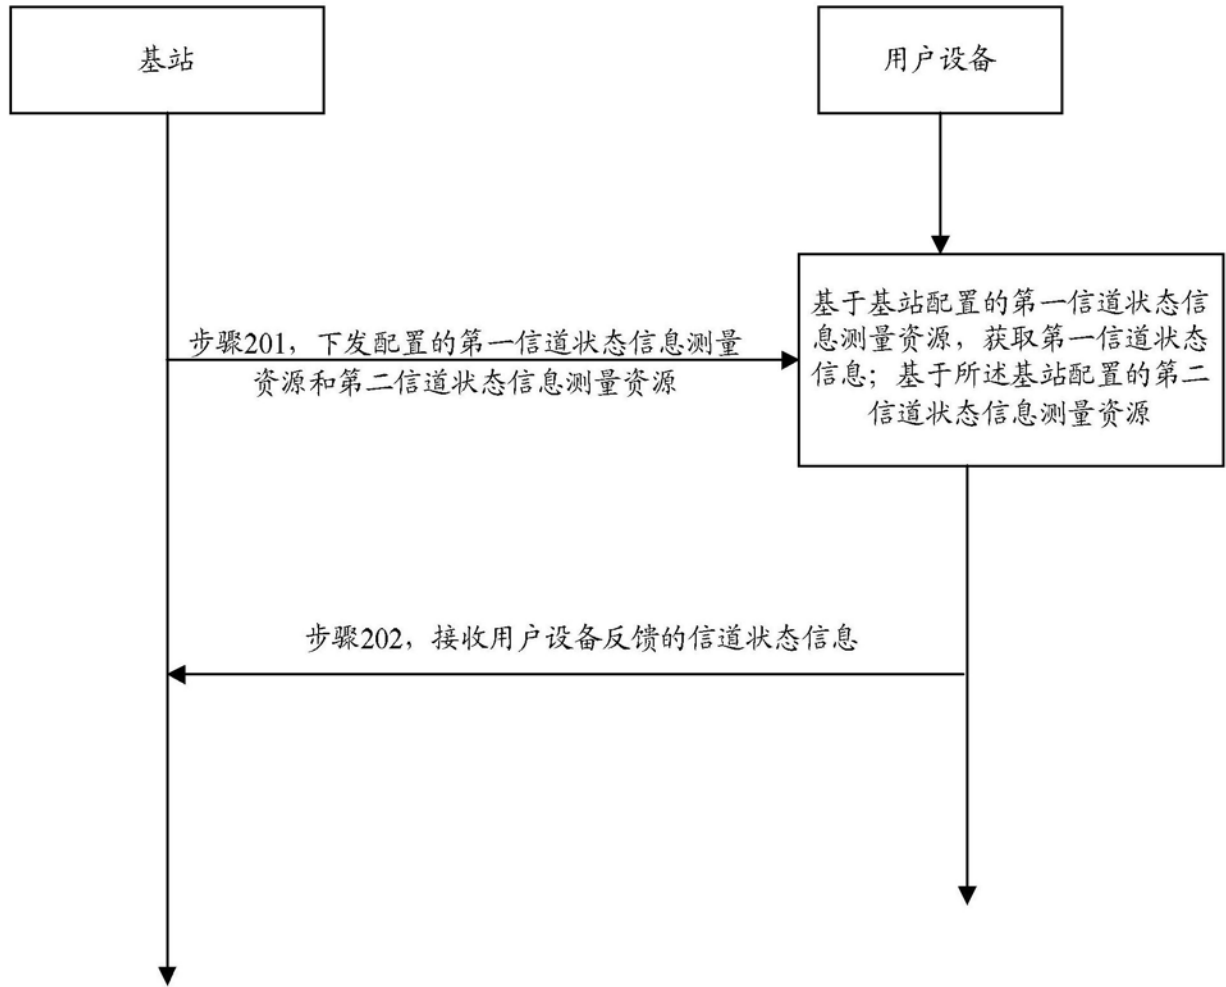 基站
用户设备
步骤201，下发配置的第一信道状态信息测量
资源和第二信道状态信息测量资源
基于基站配置的第一信道状态信
息测量资源，获取第一信道状态
信息；基于所述基站配置的第二
信道状态信息测量资源
步骤202，接收用户设备反馈的信道状态信息